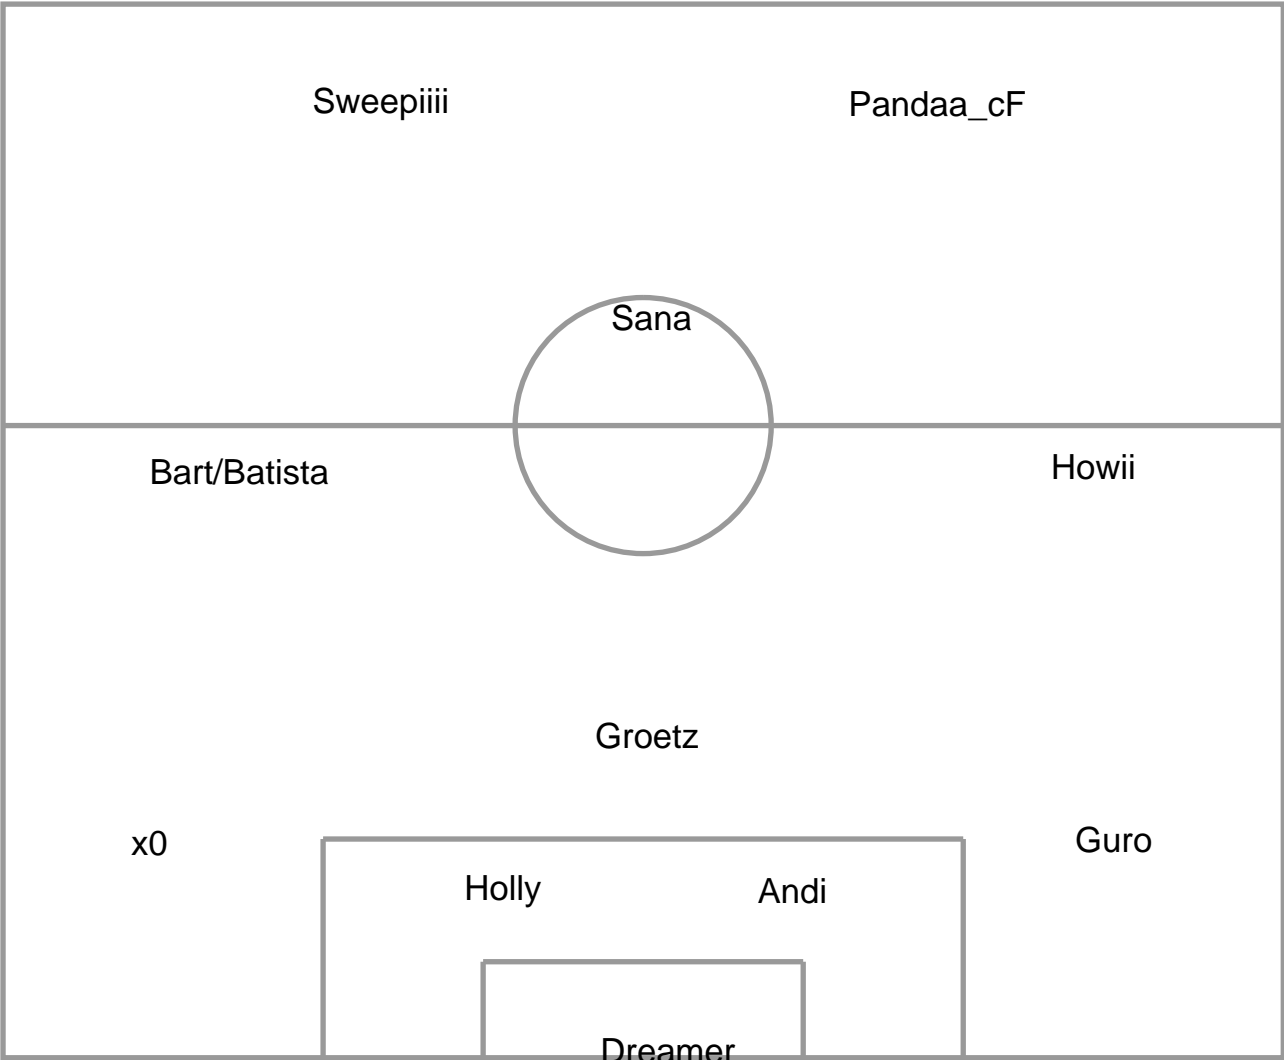 Sweepiiii
Pandaa_cF
Sana
Bart/Batista
Howii
Groetz
x0
Guro
Holly
Andi
Dreamer